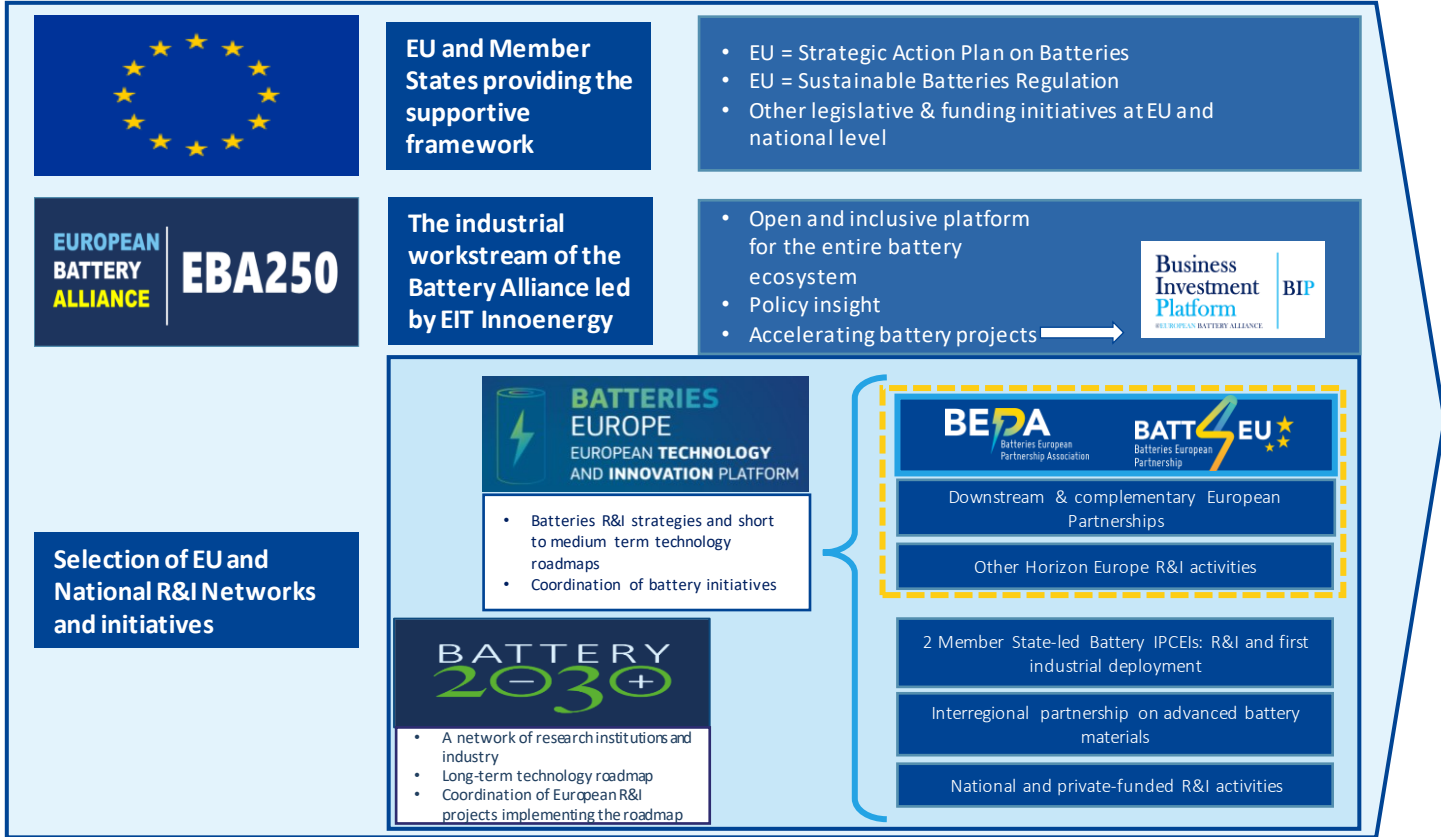 EU and Member
States providing the
supportive
framework
• EU = Strategic Action Plan on Batteries
• EU = Sustainable Batteries Regulation
• Other legislative & funding initiatives at EU and
national level
EUROPEAN
BATTERY
ALLIANCE
EBA250
The industrial
workstream of the
Battery Alliance led
by EIT Innoenergy
• Open and inclusive platform
for the entire battery
ecosystem
• Policy insight
• Accelerating battery projects
Business
Investment
Platform
#EUROPEAN BATTERY ALLIANCE
BIP
Selection of EU and
National R&I Networks
and initiatives
BATTERIES
EUROPE
EUROPEAN TECHNOLOGY
AND INNOVATION PLATFORM
• Batteries R&I strategies and short
to medium term technology
roadmaps
• Coordination of battery initiatives
BATTERY
2030
• A network of research institutions and
industry
• Long-term technology roadmap
• Coordination of European R&I
projects implementing the roadmap
BEPA
Batteries European
Partnership Association
BATT4EU
Batteries European
Partnership
Downstream & complementary European
Partnerships
Other Horizon Europe R&I activities
2 Member State-led Battery IPCEIs: R&I and first
industrial deployment
Interregional partnership on advanced battery
materials
National and private-funded R&I activities